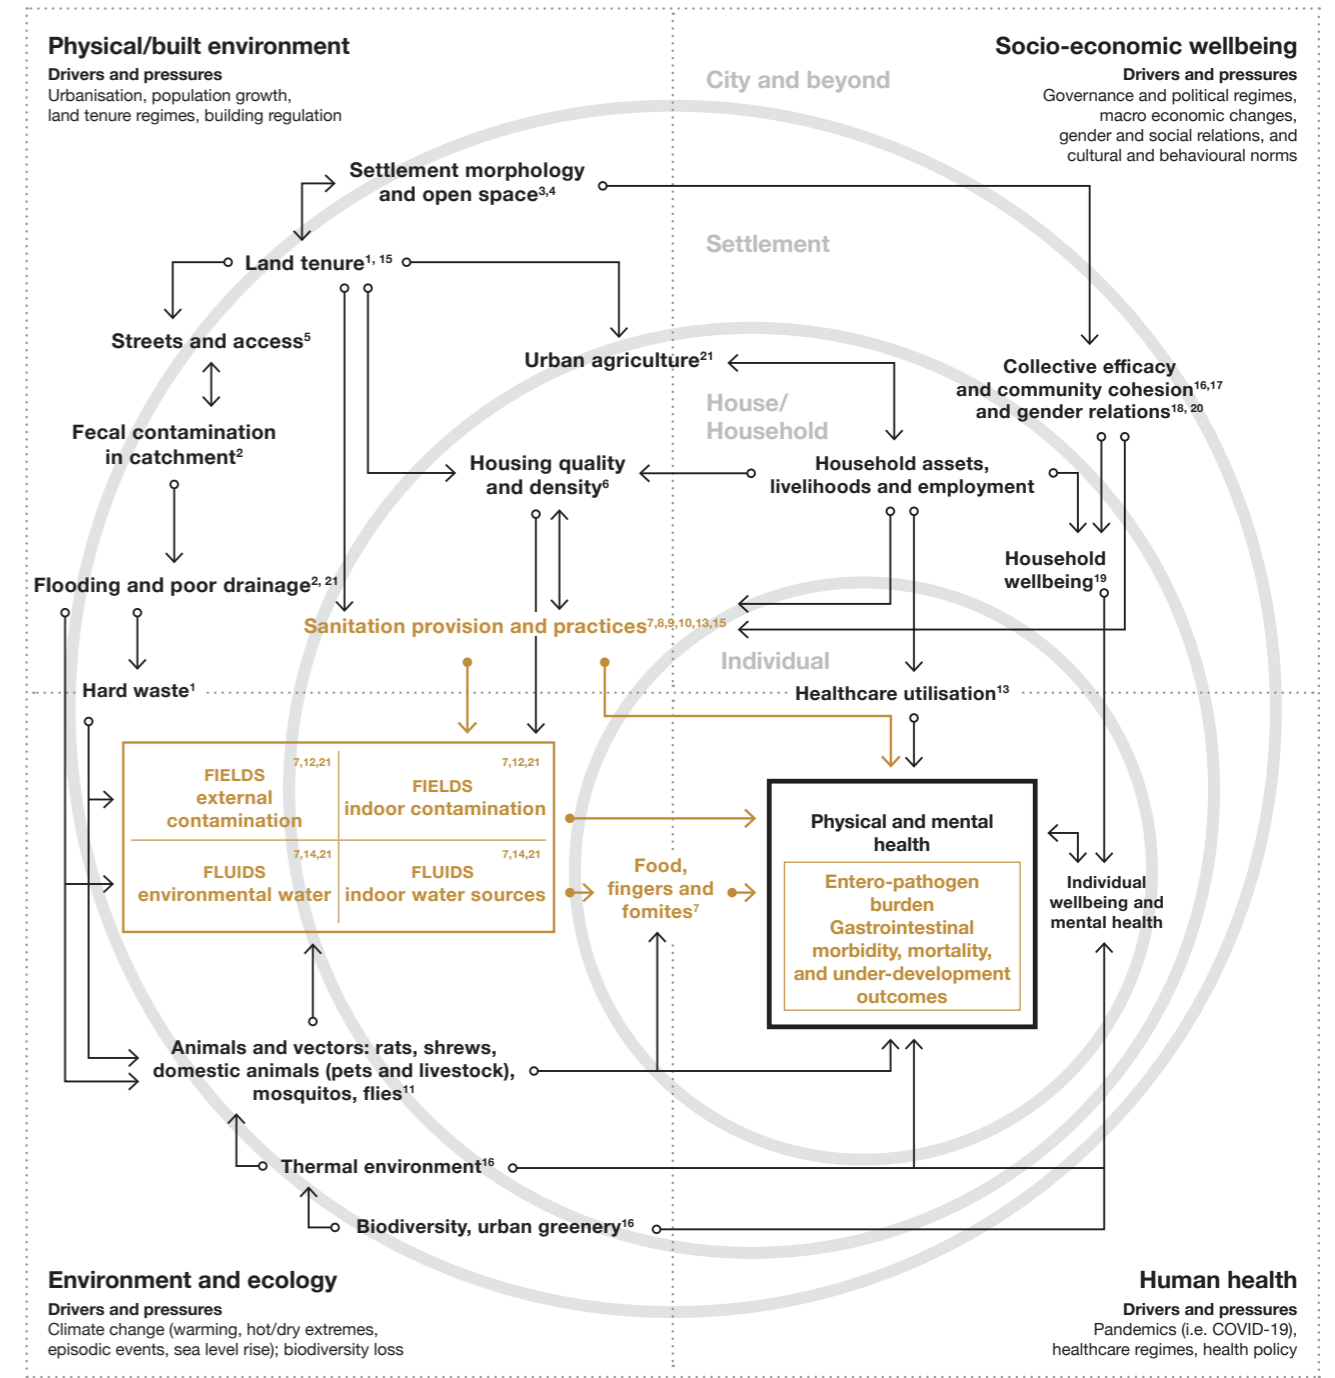 Physical/built environment
Drivers and pressures
Urbanisation, population growth,
land tenure regimes, building regulation
Socio-economic wellbeing
Drivers and pressures
Governance and political regimes,
macro economic changes,
gender and social relations, and
cultural and behavioural norms
City and beyond
Settlement morphology
and open space3,4
Settlement
Land tenure1, 15
Streets and access5
Urban agriculture21
Collective efficacy
and community cohesion16,17
and gender relations18, 20
House/
Household
Fecal contamination
in catchment2
Housing quality
and density6
Household assets,
livelihoods and employment
Household
wellbeing19
Flooding and poor drainage2, 21
Sanitation provision and practices7,8,9,10,13,15
Individual
Hard waste1
Healthcare utilisation13
7,12,21
FIELDS
external
contamination
7,12,21
FIELDS
indoor contamination
7,14,21
FLUIDS
environmental water
7,14,21
FLUIDS
indoor water sources
Food,
fingers and
fomites7
Physical and mental
health
Entero-pathogen
burden
Gastrointestinal
morbidity, mortality,
and under-development
outcomes
Individual
wellbeing and
mental health
Animals and vectors: rats, shrews,
domestic animals (pets and livestock),
mosquitos, flies11
Thermal environment16
Biodiversity, urban greenery16
Environment and ecology
Drivers and pressures
Climate change (warming, hot/dry extremes,
episodic events, sea level rise); biodiversity loss
Human health
Drivers and pressures
Pandemics (i.e. COVID-19),
healthcare regimes, health policy